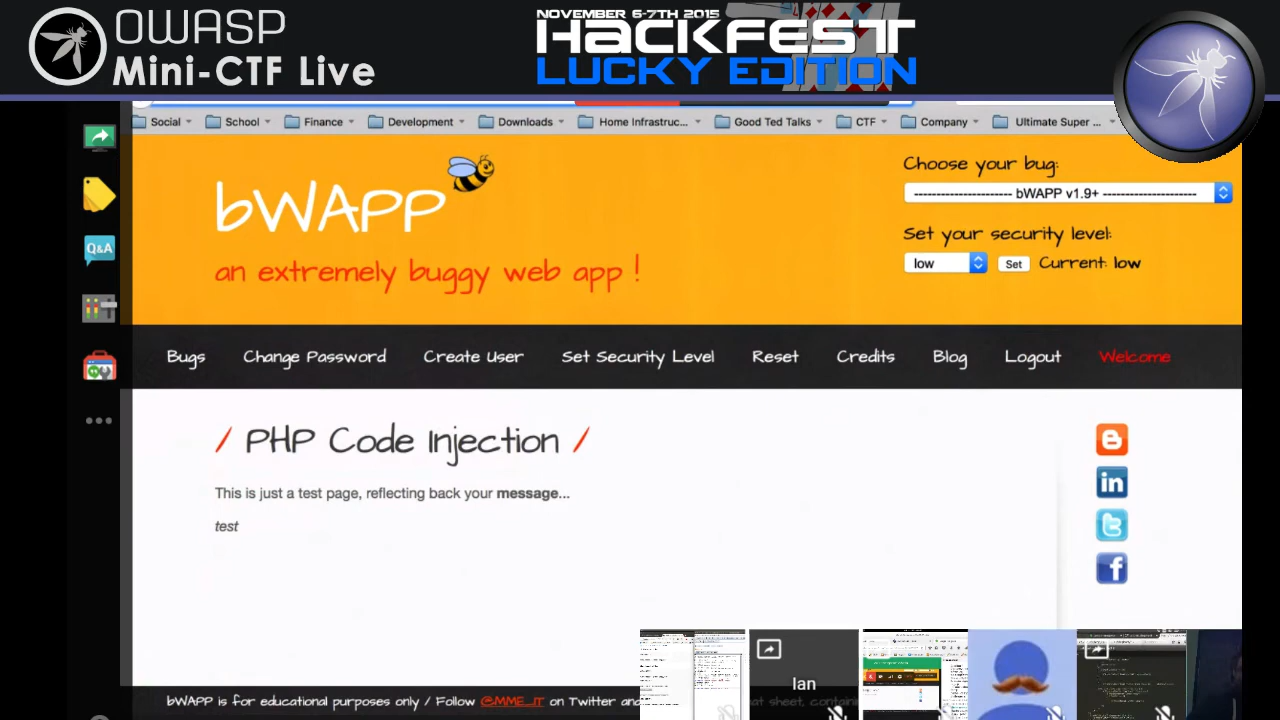 OWASP
Mini-CTF Live
NOVEMBER 6-7TH 2015
HACKFEST
LUCKY EDITION
Social School Finance Development Downloads Home Infrastruc... Good Ted Talks CTF Company Ultimate Super ...
bWAPP
an extremely buggy web app !
Choose your bug:
---------------------- bWAPP v1.9+ ---------------------
Set your security level:
low Set Current: low
Bugs Change Password Create User Set Security Level Reset Credits Blog Logout Welcome
Q&A
/ PHP Code Injection /
This is just a test page, reflecting back your message...
test
Ian
bWAPP educational purposes Follow @MME_IT on Twitter and at sheet, contain